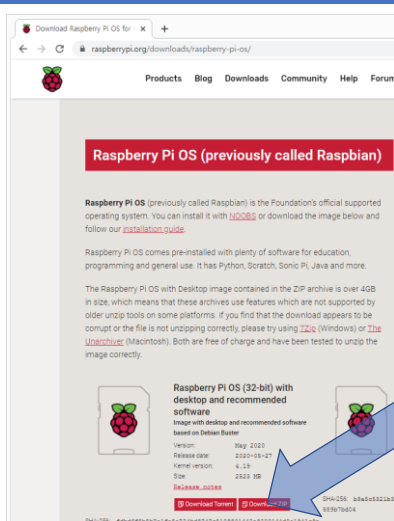 Download Raspberry Pi OS for
raspberrypi.org/downloads/raspberry-pi-os/
Products Blog Downloads Community Help Forum
Raspberry Pi OS (previously called Raspbian)
Raspberry Pi OS (previously called Raspbian) is the Foundation's official supported
operating system. You can install it with NOOBS or download the image below and
follow our installation guide.
Raspberry Pi OS comes pre-installed with plenty of software for education,
programming and general use. It has Python, Scratch, Sonic Pi, Java and more.
The Raspberry Pi OS with Desktop image contained in the ZIP archive is over 4GB
in size, which means that these archives use features which are not supported by
older unzip tools on some platforms. If you find that the download appears to be
corrupt or the file is not unzipping correctly, please try using 7Zip (Windows) or The
Unarchiver (Macintosh). Both are free of charge and have been tested to unzip the
image correctly.
Raspberry Pi OS (32-bit) with
desktop and recommended
software
Image with desktop and recommended software
based on Debian Buster
Version: May 2020
Release date: 2020-05-27
Kernel version: 4.19
Size: 2523 MB
Release notes
Download Torrent Download ZIP
SHA-256:
SHA-256: